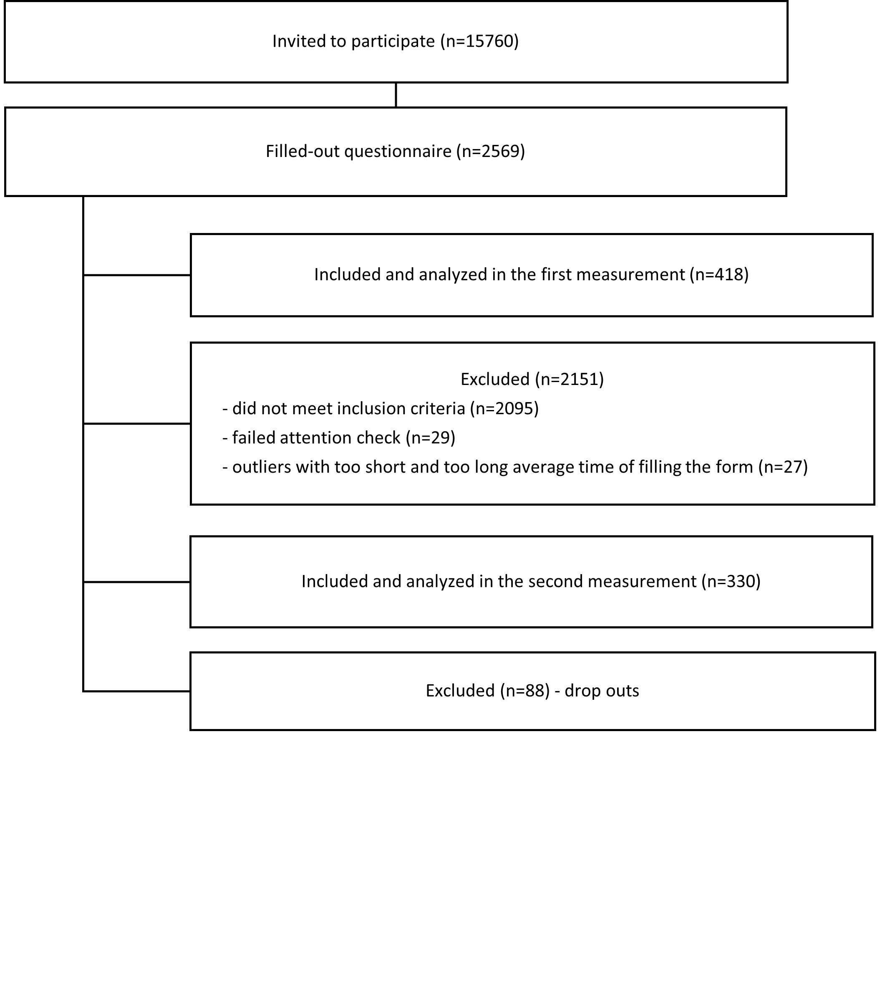 Invited to participate (n=15760)
Filled-out questionnaire (n=2569)
Included and analyzed in the first measurement (n=418)
Excluded (n=2151)
- did not meet inclusion criteria (n=2095)
- failed attention check (n=29)
- outliers with too short and too long average time of filling the form (n=27)
Included and analyzed in the second measurement (n=330)
Excluded (n=88) - drop outs